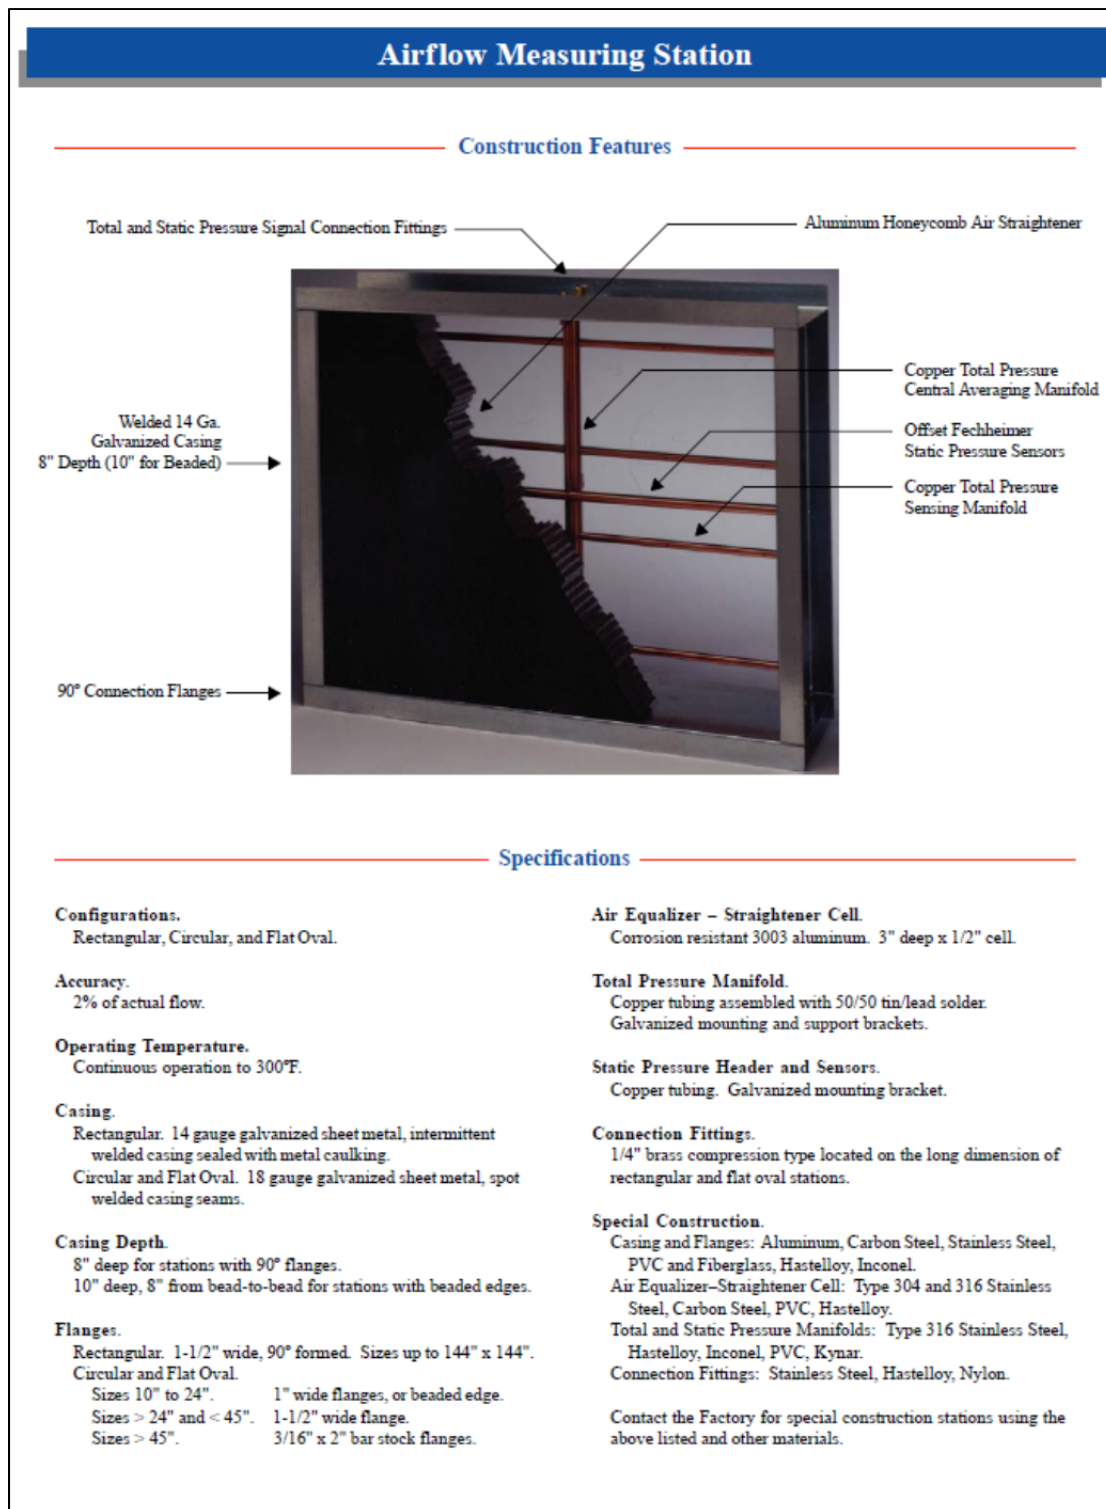 Airflow Measuring Station
Construction Features
Total and Static Pressure Signal Connection Fittings
Aluminum Honeycomb Air Straightener
Copper Total Pressure
Central Averaging Manifold
Welded 14 Ga.
Galvanized Casing
8" Depth (10" for Beaded)
Offset Fechheimer
Static Pressure Sensors
Copper Total Pressure
Sensing Manifold
90° Connection Flanges
Specifications
Configurations.
Rectangular, Circular, and Flat Oval.
Accuracy.
2% of actual flow.
Operating Temperature.
Continuous operation to 300°F.
Casing.
Rectangular. 14 gauge galvanized sheet metal, intermittent
welded casing sealed with metal caulking.
Circular and Flat Oval. 18 gauge galvanized sheet metal, spot
welded casing seams.
Casing Depth.
8" deep for stations with 90° flanges.
10" deep, 8" from bead-to-bead for stations with beaded edges.
Flanges.
Rectangular. 1-1/2" wide, 90° formed. Sizes up to 144" x 144".
Circular and Flat Oval.
Sizes 10" to 24". 1" wide flanges, or beaded edge.
Sizes > 24" and < 45". 1-1/2" wide flange.
Sizes > 45". 3/16" x 2" bar stock flanges.
Air Equalizer – Straightener Cell.
Corrosion resistant 3003 aluminum. 3" deep x 1/2" cell.
Total Pressure Manifold.
Copper tubing assembled with 50/50 tin/lead solder.
Galvanized mounting and support brackets.
Static Pressure Header and Sensors.
Copper tubing. Galvanized mounting bracket.
Connection Fittings.
1/4" brass compression type located on the long dimension of
rectangular and flat oval stations.
Special Construction.
Casing and Flanges: Aluminum, Carbon Steel, Stainless Steel,
PVC and Fiberglass, Hastelloy, Inconel.
Air Equalizer–Straightener Cell: Type 304 and 316 Stainless
Steel, Carbon Steel, PVC, Hastelloy.
Total and Static Pressure Manifolds: Type 316 Stainless Steel,
Hastelloy, Inconel, PVC, Kynar.
Connection Fittings: Stainless Steel, Hastelloy, Nylon.
Contact the Factory for special construction stations using the
above listed and other materials.